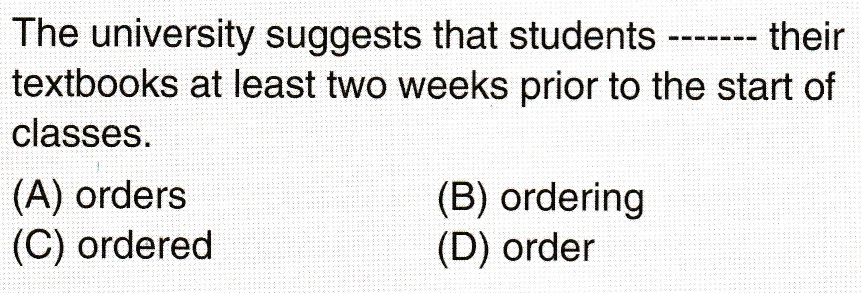 The university suggests that students ------- their
textbooks at least two weeks prior to the start of
classes.
(A) orders (B) ordering
(C) ordered (D) order